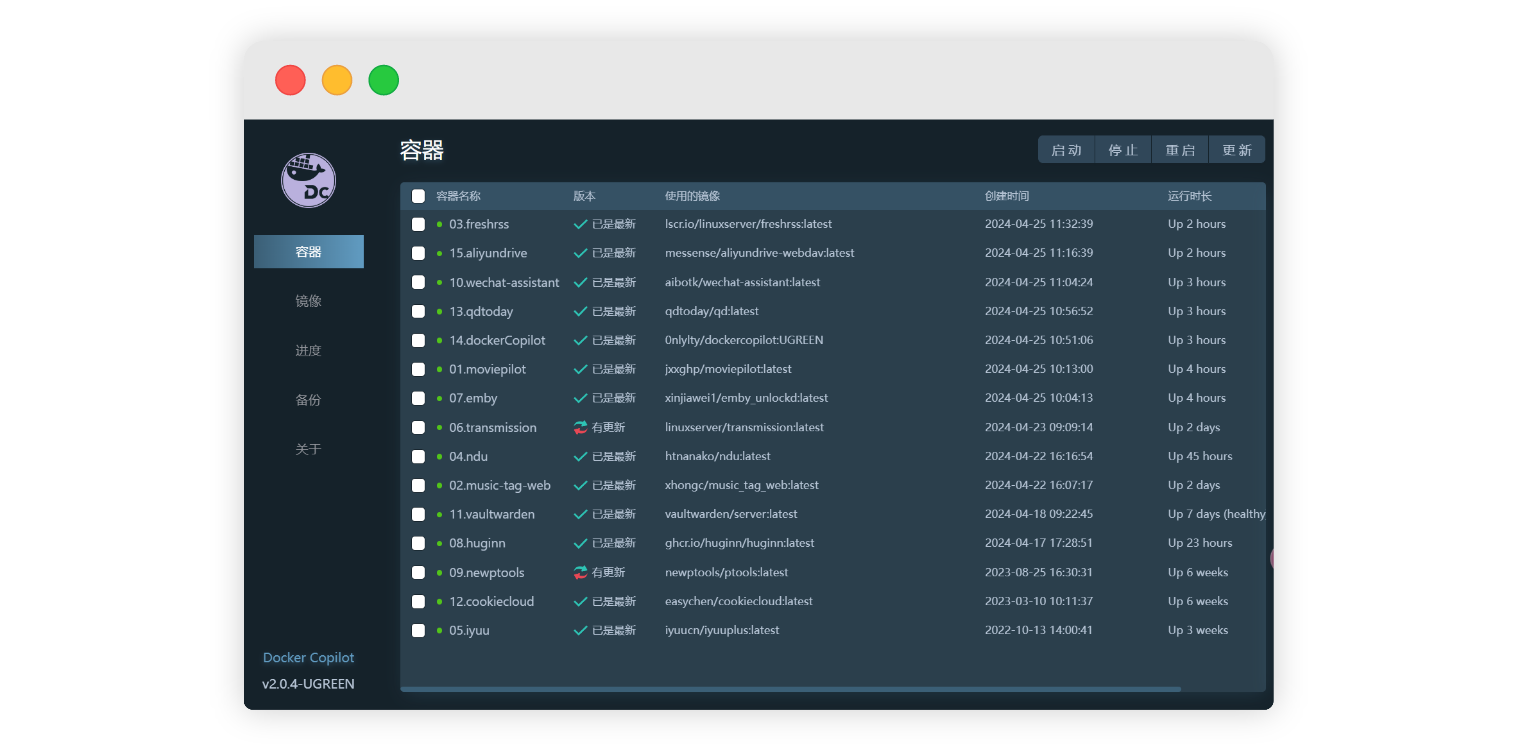 容器
启动 停止 重启 更新
DC
容器
镜像
进度
备份
关于
Docker Copilot
v2.0.4-UGREEN
容器名称 版本 使用的镜像 创建时间 运行时长
03.freshrss 已是最新 lscr.io/linuxserver/freshrss:latest 2024-04-25 11:32:39 Up 2 hours
15.aliyundrive 已是最新 messense/aliyundrive-webdav:latest 2024-04-25 11:16:39 Up 2 hours
10.wechat-assistant 已是最新 aibotk/wechat-assistant:latest 2024-04-25 11:04:24 Up 3 hours
13.qdtoday 已是最新 qdtoday/qd:latest 2024-04-25 10:56:52 Up 3 hours
14.dockerCopilot 已是最新 0nlylty/dockercopilot:UGREEN 2024-04-25 10:51:06 Up 3 hours
01.moviepilot 已是最新 jxxghp/moviepilot:latest 2024-04-25 10:13:00 Up 4 hours
07.emby 已是最新 xinjiawei1/emby_unlockd:latest 2024-04-25 10:04:13 Up 4 hours
06.transmission 有更新 linuxserver/transmission:latest 2024-04-23 09:09:14 Up 2 days
04.ndu 已是最新 htnanako/ndu:latest 2024-04-22 16:16:54 Up 45 hours
02.music-tag-web 已是最新 xhongc/music_tag_web:latest 2024-04-22 16:07:17 Up 2 days
11.vaultwarden 已是最新 vaultwarden/server:latest 2024-04-18 09:22:45 Up 7 days (healthy
08.huginn 已是最新 ghcr.io/huginn/huginn:latest 2024-04-17 17:28:51 Up 23 hours
09.newptools 有更新 newptools/ptools:latest 2023-08-25 16:30:31 Up 6 weeks
12.cookiecloud 已是最新 easychen/cookiecloud:latest 2023-03-10 10:11:37 Up 6 weeks
05.iyuu 已是最新 iyuucn/iyuuplus:latest 2022-10-13 14:00:41 Up 3 weeks